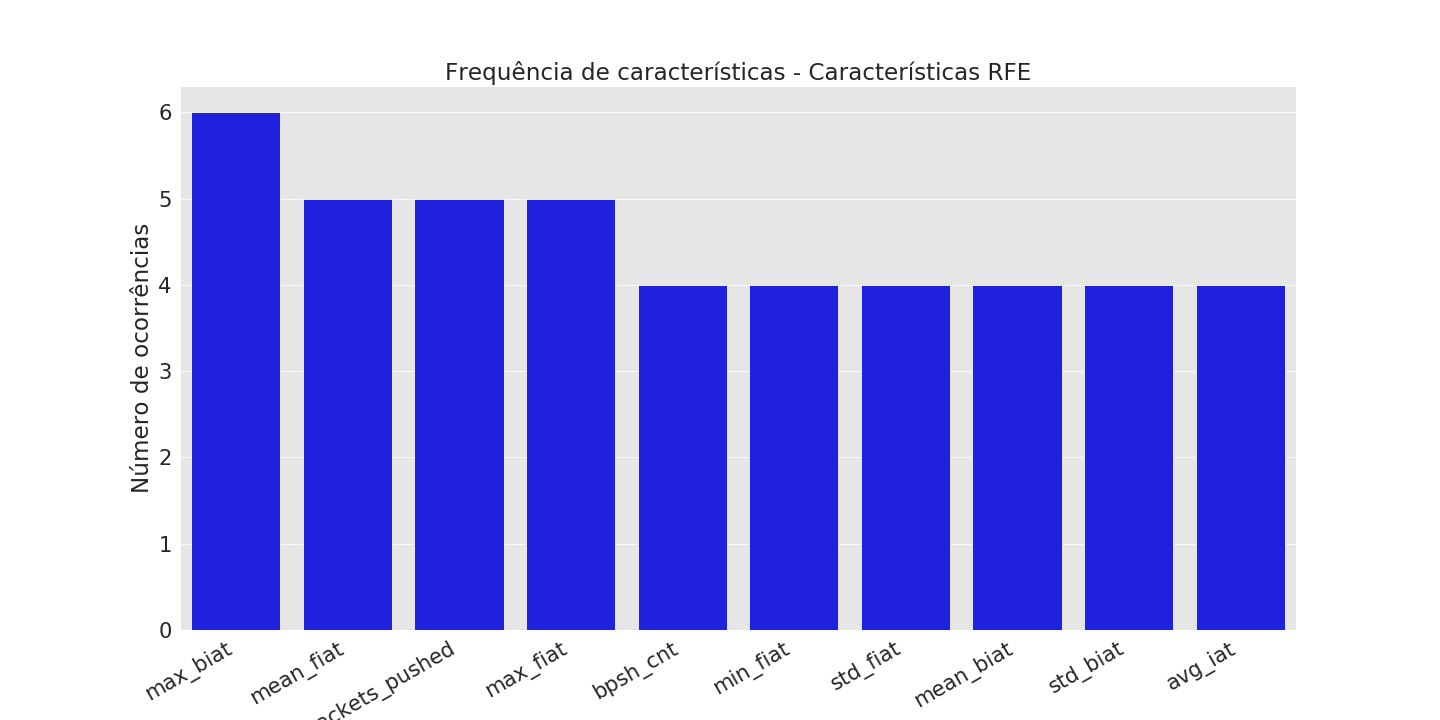 Frequência de características - Características RFE
Número de ocorrências
6
5
4
3
2
1
0
max_biat
mean_fiat
ckets_pushed
max_fiat
bpsh_cnt
min_fiat
std_fiat
mean_biat
std_biat
avg_iat